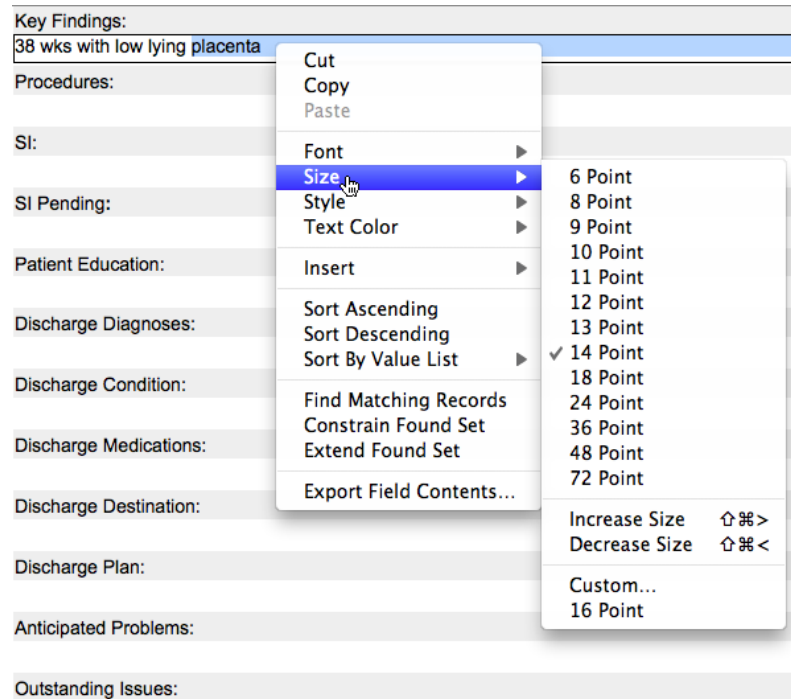 Key Findings:
38 wks with low lying placenta
Procedures:
SI:
SI Pending:
Patient Education:
Discharge Diagnoses:
Discharge Condition:
Discharge Medications:
Discharge Destination:
Discharge Plan:
Anticipated Problems:
Outstanding Issues:
Cut
Copy
Paste
Font
Size
Style
Text Color
Insert
Sort Ascending
Sort Descending
Sort By Value List
Find Matching Records
Constrain Found Set
Extend Found Set
Export Field Contents...
6 Point
8 Point
9 Point
10 Point
11 Point
12 Point
13 Point
✓ 14 Point
18 Point
24 Point
36 Point
48 Point
72 Point
Increase Size ⇧⌘>
Decrease Size ⇧⌘<
Custom...
16 Point